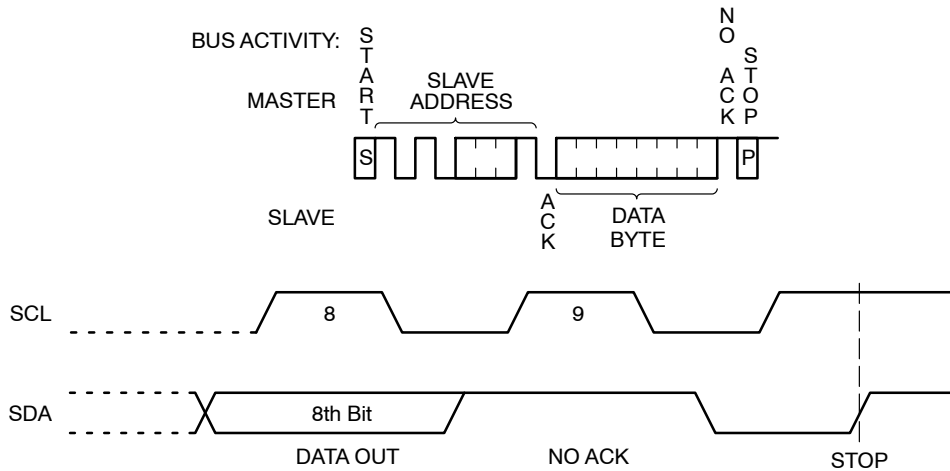 BUS ACTIVITY:
START
NO ACK
STOP
MASTER
SLAVE
ADDRESS
S
P
SLAVE
ACK
DATA
BYTE
SCL
8
9
SDA
8th Bit
DATA OUT
NO ACK
STOP